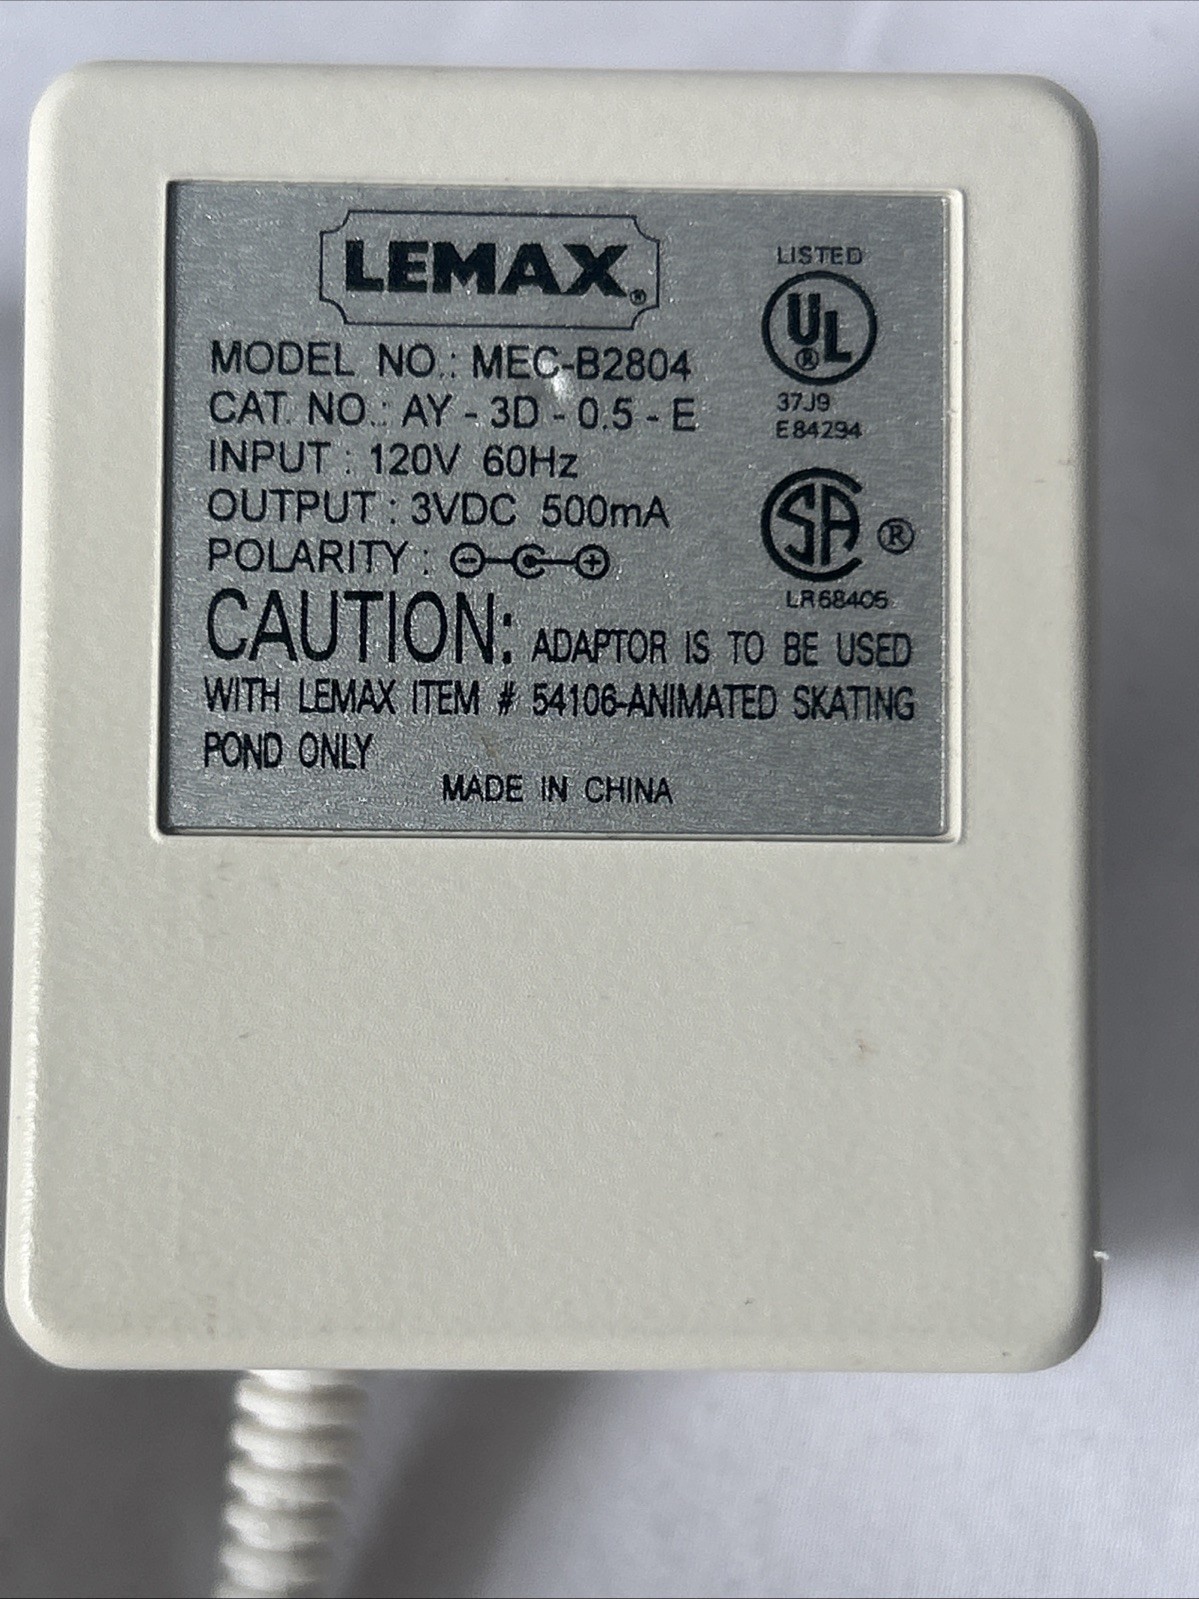 LEMAX®
LISTED
UL®
37J9
E84294
MODEL NO.: MEC-B2804
CAT. NO.: AY - 3D - 0.5 - E
INPUT : 120V 60Hz
OUTPUT : 3VDC 500mA
POLARITY : ⊖-C-⊕
SA ®
LR68405
CAUTION: ADAPTOR IS TO BE USED
WITH LEMAX ITEM # 54106-ANIMATED SKATING
POND ONLY
MADE IN CHINA